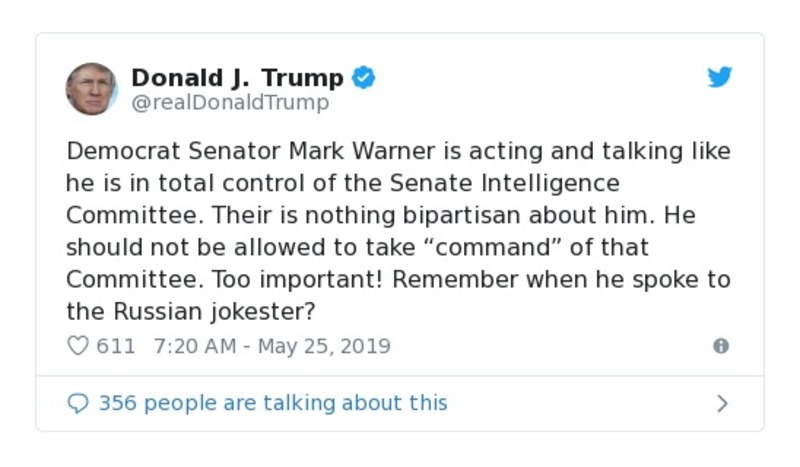 Donald J. Trump
@realDonaldTrump
Democrat Senator Mark Warner is acting and talking like
he is in total control of the Senate Intelligence
Committee. Their is nothing bipartisan about him. He
should not be allowed to take “command” of that
Committee. Too important! Remember when he spoke to
the Russian jokester?
611 7:20 AM - May 25, 2019
356 people are talking about this